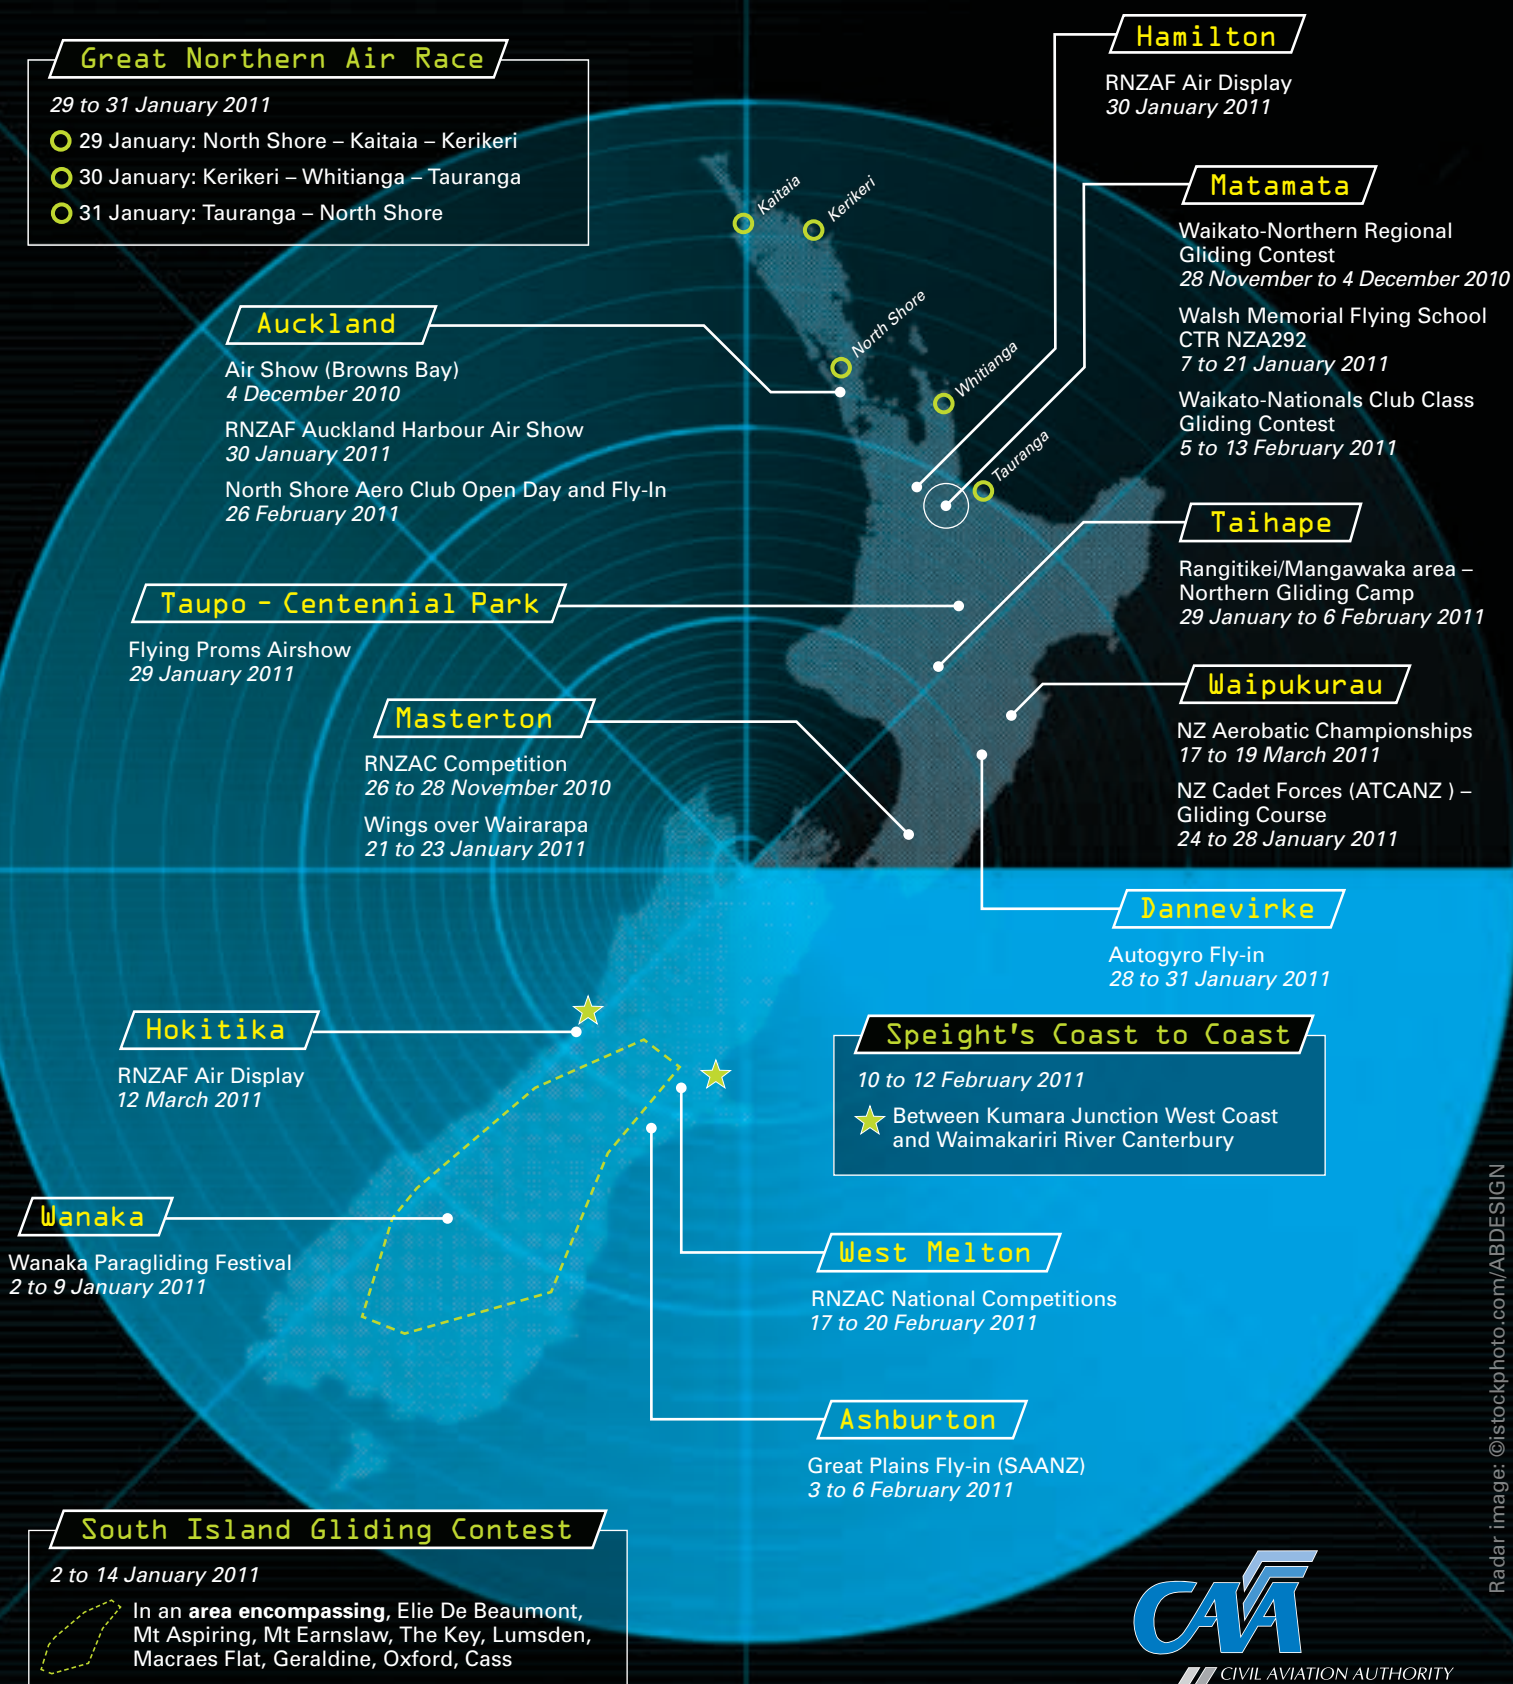 Great Northern Air Race
29 to 31 January 2011
29 January: North Shore – Kaitaia – Kerikeri
30 January: Kerikeri – Whitianga – Tauranga
31 January: Tauranga – North Shore
Hamilton
RNZAF Air Display
30 January 2011
Matamata
Waikato-Northern Regional
Gliding Contest
28 November to 4 December 2010
Walsh Memorial Flying School
CTR NZA292
7 to 21 January 2011
Waikato-Nationals Club Class
Gliding Contest
5 to 13 February 2011
Kaitaia
Kerikeri
North Shore
Whitianga
Tauranga
Auckland
Air Show (Browns Bay)
4 December 2010
RNZAF Auckland Harbour Air Show
30 January 2011
North Shore Aero Club Open Day and Fly-In
26 February 2011
Taihape
Rangitikei/Mangawaka area –
Northern Gliding Camp
29 January to 6 February 2011
Taupo – Centennial Park
Flying Proms Airshow
29 January 2011
Waipukurau
NZ Aerobatic Championships
17 to 19 March 2011
NZ Cadet Forces (ATCANZ ) –
Gliding Course
24 to 28 January 2011
Masterton
RNZAC Competition
26 to 28 November 2010
Wings over Wairarapa
21 to 23 January 2011
Dannevirke
Autogyro Fly-in
28 to 31 January 2011
Hokitika
RNZAF Air Display
12 March 2011
Speight's Coast to Coast
10 to 12 February 2011
Between Kumara Junction West Coast
and Waimakariri River Canterbury
Wanaka
Wanaka Paragliding Festival
2 to 9 January 2011
West Melton
RNZAC National Competitions
17 to 20 February 2011
Ashburton
Great Plains Fly-in (SAANZ)
3 to 6 February 2011
South Island Gliding Contest
2 to 14 January 2011
In an area encompassing, Elie De Beaumont,
Mt Aspiring, Mt Earnslaw, The Key, Lumsden,
Macraes Flat, Geraldine, Oxford, Cass
CAA
CIVIL AVIATION AUTHORITY
Radar image: ©istockphoto.com/ABDESIGN